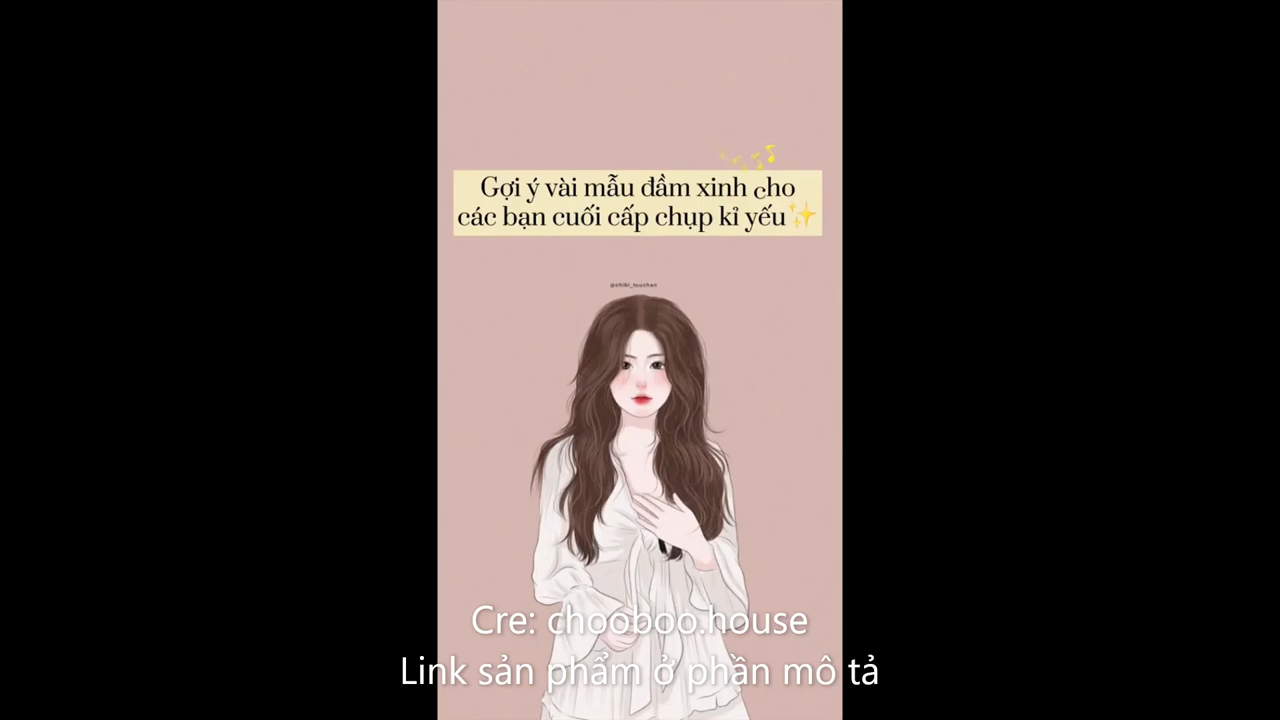 Gợi ý vài mẫu đầm xinh cho
các bạn cuối cấp chụp kỉ yếu
@chiki_touchan
Cre: chooboo.house
Link sản phẩm ở phần mô tả